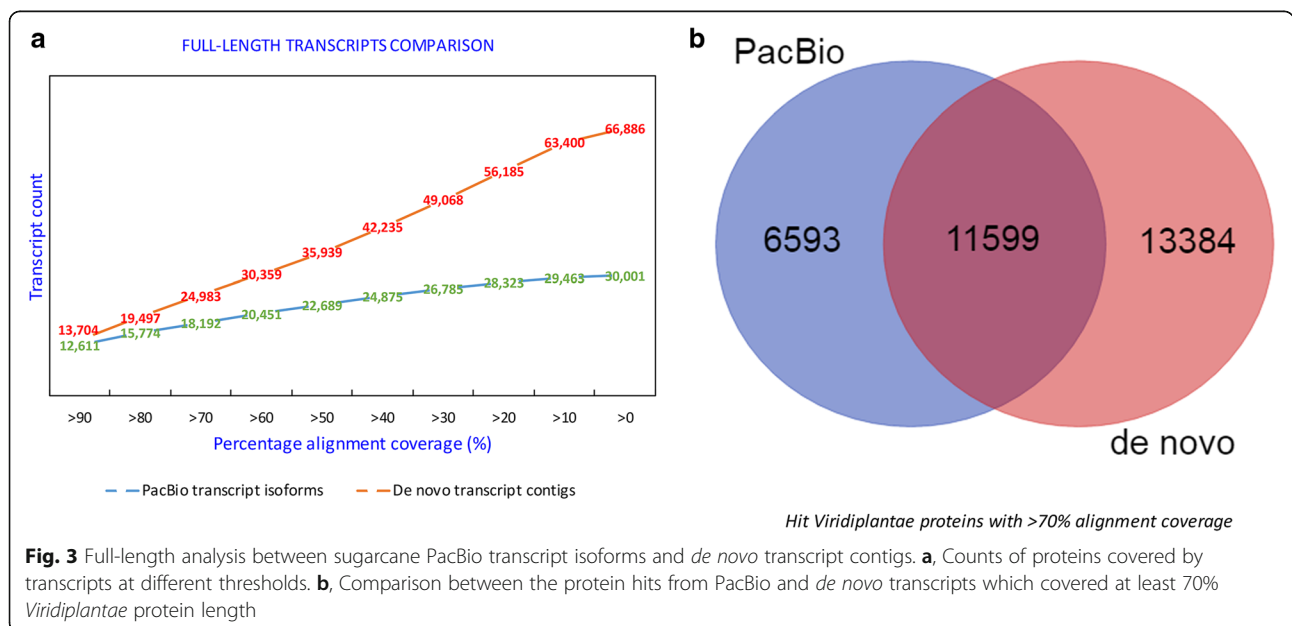 a
FULL-LENGTH TRANSCRIPTS COMPARISON
Transcript count
66,886
63,400
56,185
49,068
42,235
35,939
30,359
24,983
19,497
13,704
12,611
15,774
18,192
20,451
22,689
24,875
26,785
28,323
29,463
30,001
>90 >80 >70 >60 >50 >40 >30 >20 >10 >0
Percentage alignment coverage (%)
PacBio transcript isoforms De novo transcript contigs
b
PacBio
6593 11599 13384
de novo
Hit Viridiplantae proteins with >70% alignment coverage
Fig. 3 Full-length analysis between sugarcane PacBio transcript isoforms and de novo transcript contigs. a, Counts of proteins covered by
transcripts at different thresholds. b, Comparison between the protein hits from PacBio and de novo transcripts which covered at least 70%
Viridiplantae protein length